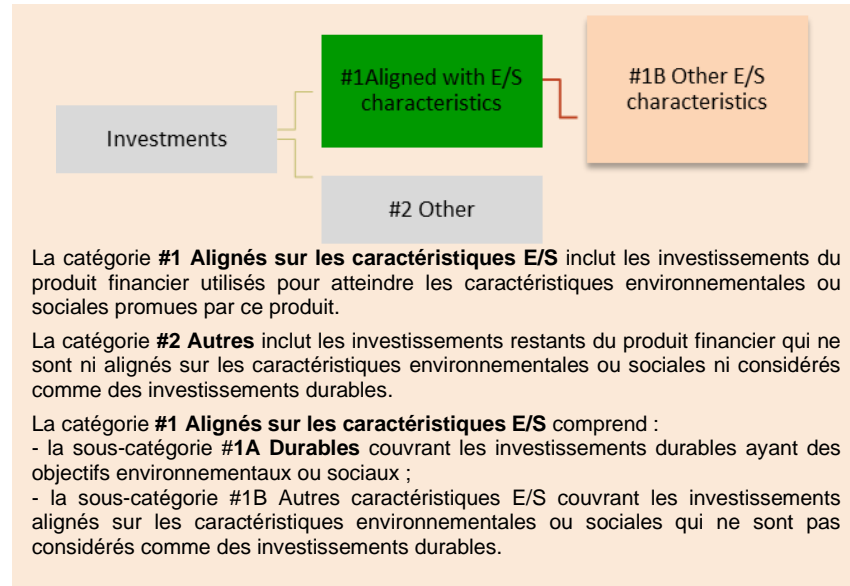 #1Aligned with E/S
characteristics
#1B Other E/S
characteristics
Investments
#2 Other
La catégorie #1 Alignés sur les caractéristiques E/S inclut les investissements du
produit financier utilisés pour atteindre les caractéristiques environnementales ou
sociales promues par ce produit.
La catégorie #2 Autres inclut les investissements restants du produit financier qui ne
sont ni alignés sur les caractéristiques environnementales ou sociales ni considérés
comme des investissements durables.
La catégorie #1 Alignés sur les caractéristiques E/S comprend :
- la sous-catégorie #1A Durables couvrant les investissements durables ayant des
objectifs environnementaux ou sociaux ;
- la sous-catégorie #1B Autres caractéristiques E/S couvrant les investissements
alignés sur les caractéristiques environnementales ou sociales qui ne sont pas
considérés comme des investissements durables.